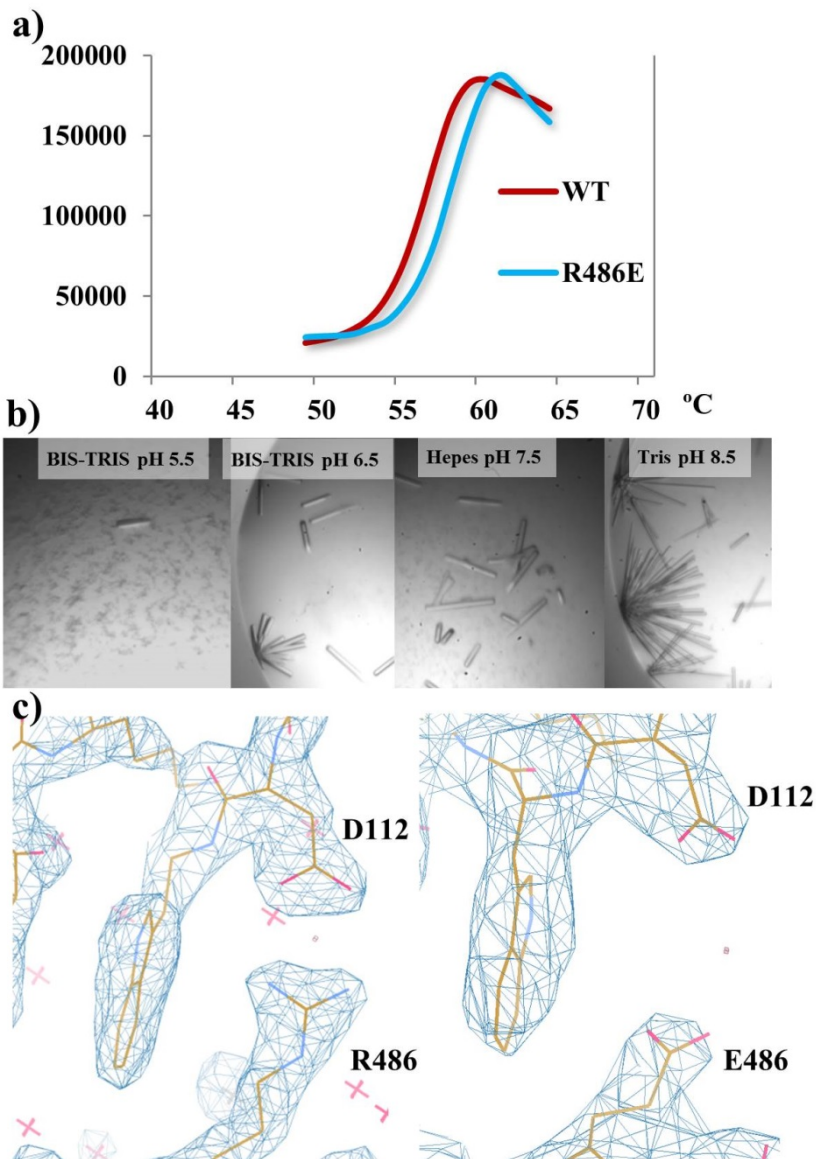 a)
200000
150000
100000
50000
0
WT
R486E
40 45 50 55 60 65 70 ºC
b)
BIS-TRIS pH 5.5 BIS-TRIS pH 6.5 Hepes pH 7.5 Tris pH 8.5
c)
D112 D112
R486 E486